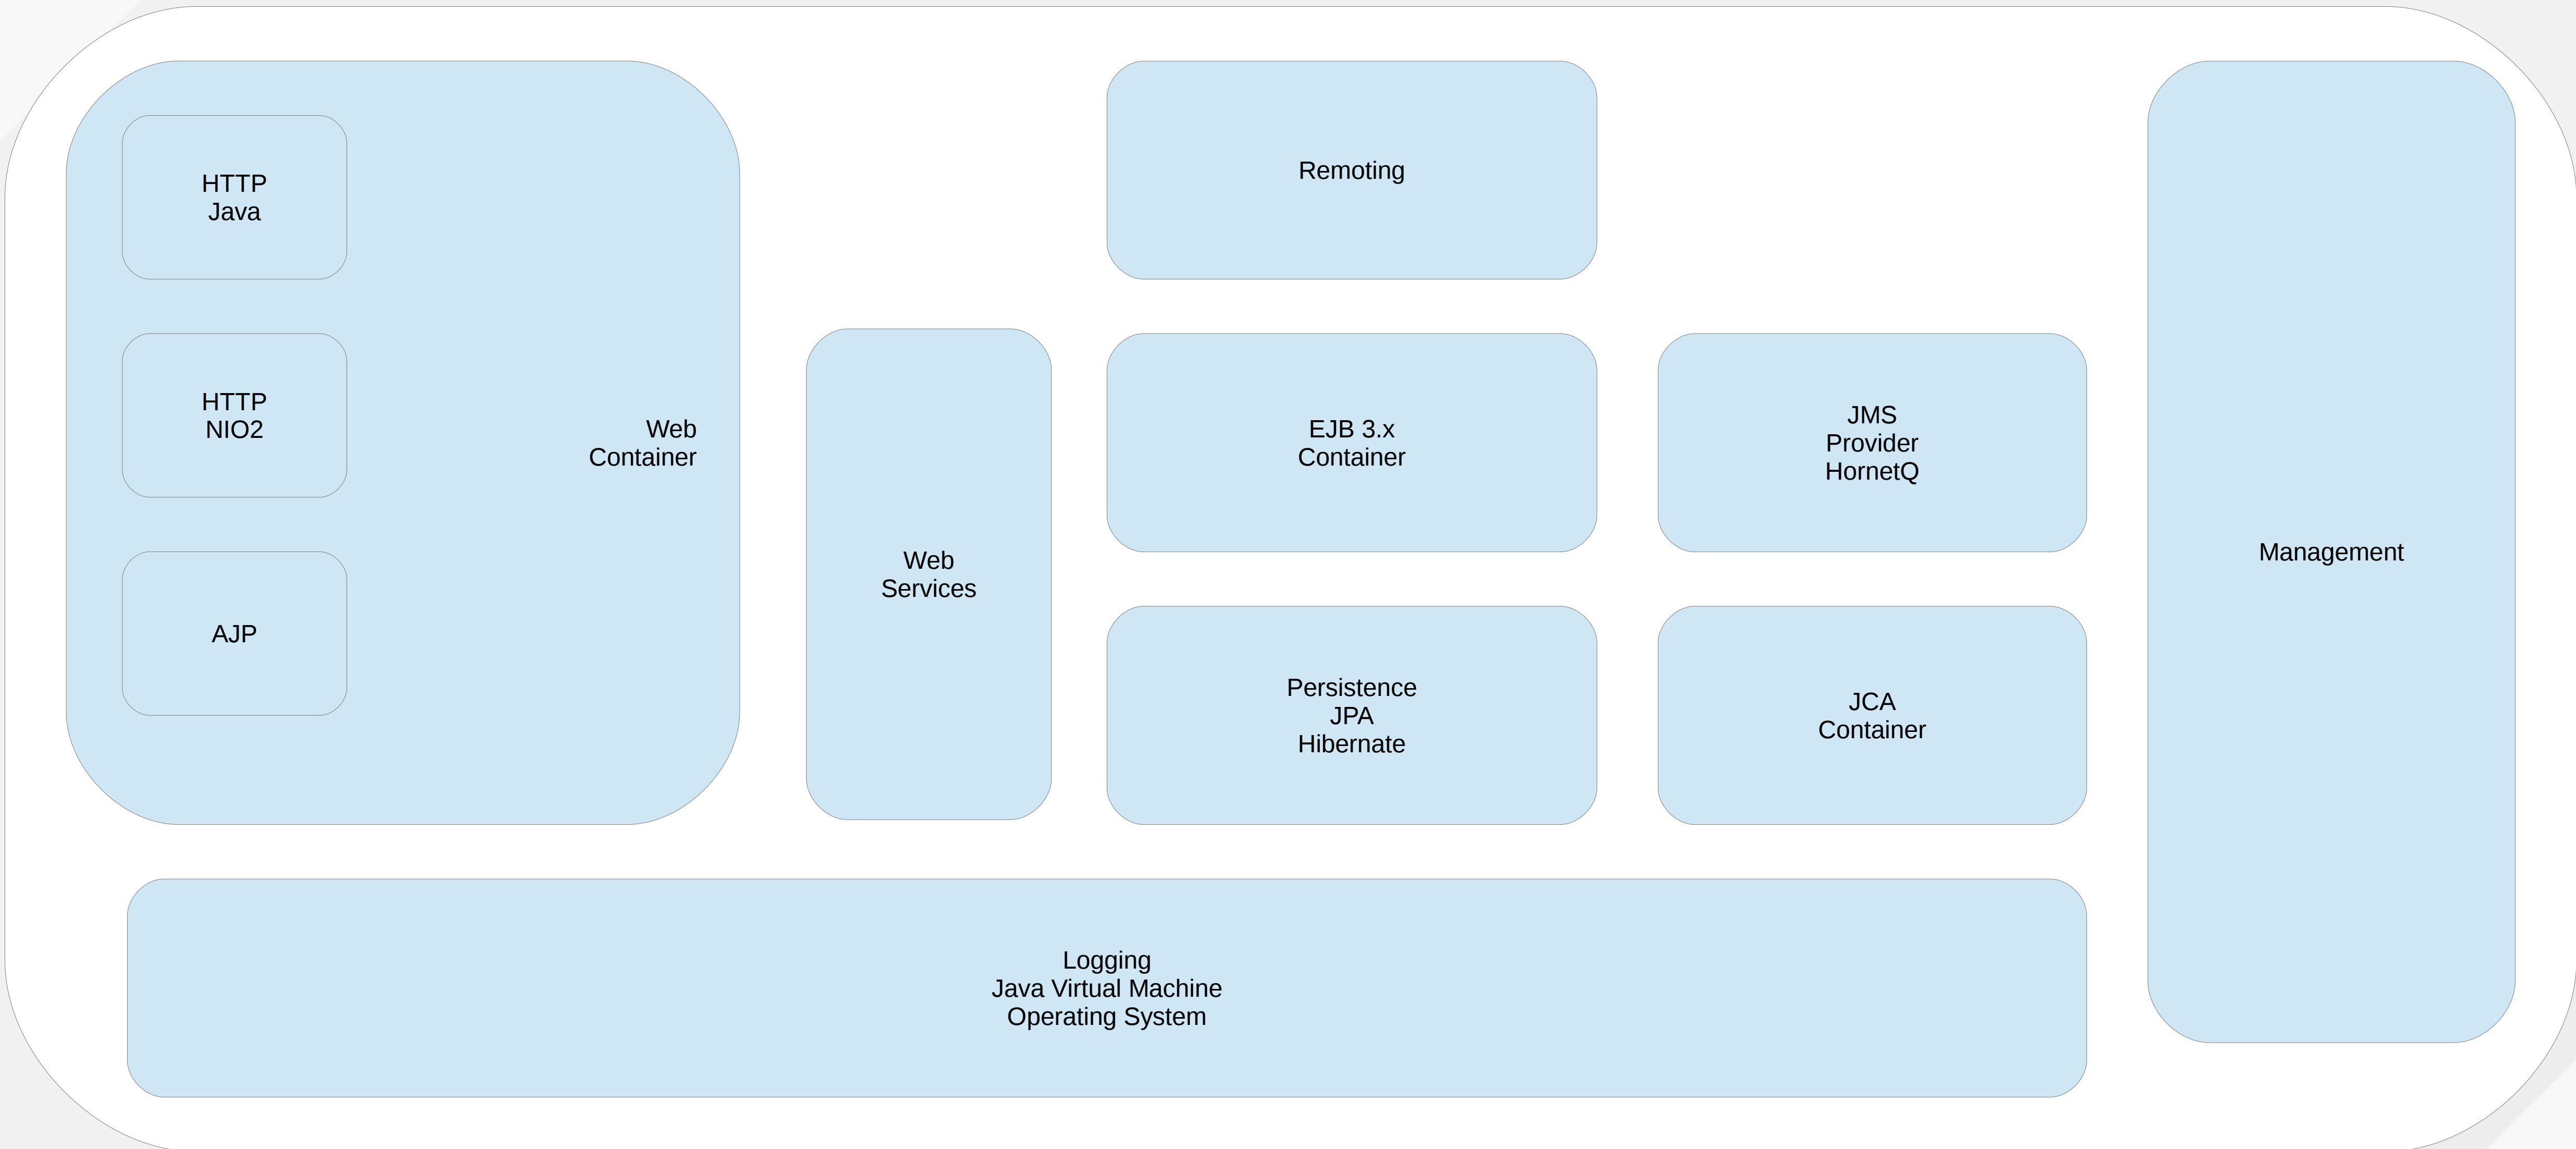 HTTP
Java
HTTP
NIO2
AJP
Web
Container
Web
Services
Remoting
EJB 3.x
Container
Persistence
JPA
Hibernate
JMS
Provider
HornetQ
JCA
Container
Management
Logging
Java Virtual Machine
Operating System